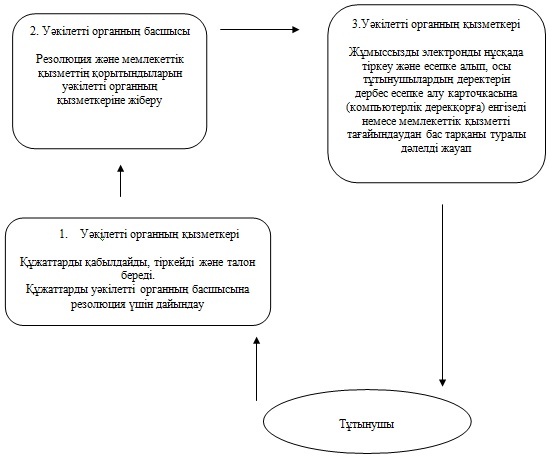 2. Уәкілетті органның басшысы
Резолюция және мемлекеттік
қызметтің қорытындыларын
уәкілетті органның
қызметкеріне жіберу
3.Уәкілетті органның қызметкері
Жұмыссызды электронды нұсқада
тіркеу және есепке алып, осы
тұтынушылардың деректерін
дербес есепке алу карточкасына
(компьютерлік дерекқорға) енгізеді
немесе мемлекеттік қызметті
тағайындаудан бас тарқаны туралы
дәлелді жауап
1. Уәкілетті органның қызметкері
Құжаттарды қабылдайды, тіркейді және талон
береді.
Құжаттарды уәкілетті органның басшысына
резолюция үшін дайындау
Тұтынушы